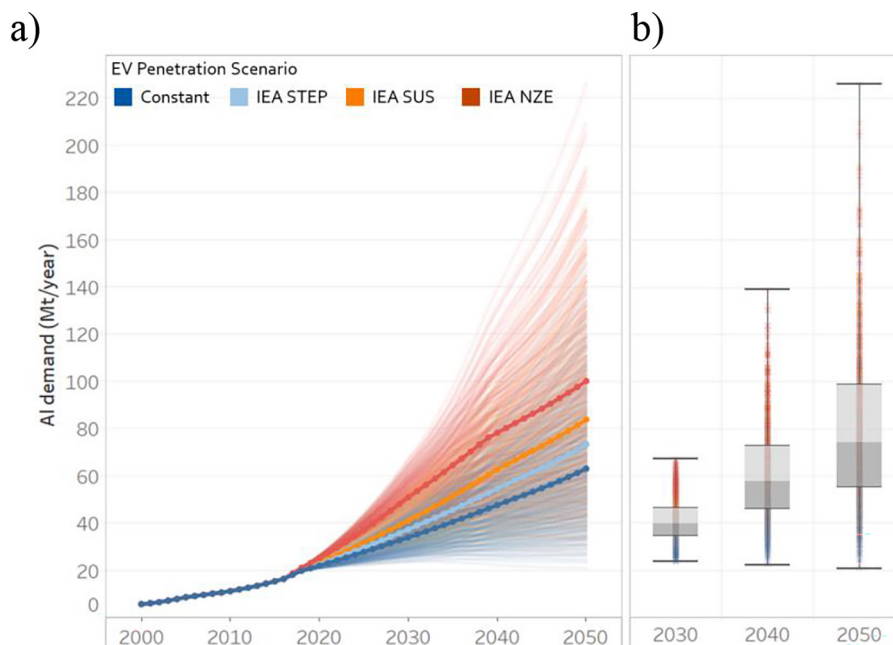 a)
b)
EV Penetration Scenario
Constant IEA STEP IEA SUS IEA NZE
Al demand (Mt/year)
220
200
180
160
140
120
100
80
60
40
20
0
2000 2010 2020 2030 2040 2050
2030 2040 2050